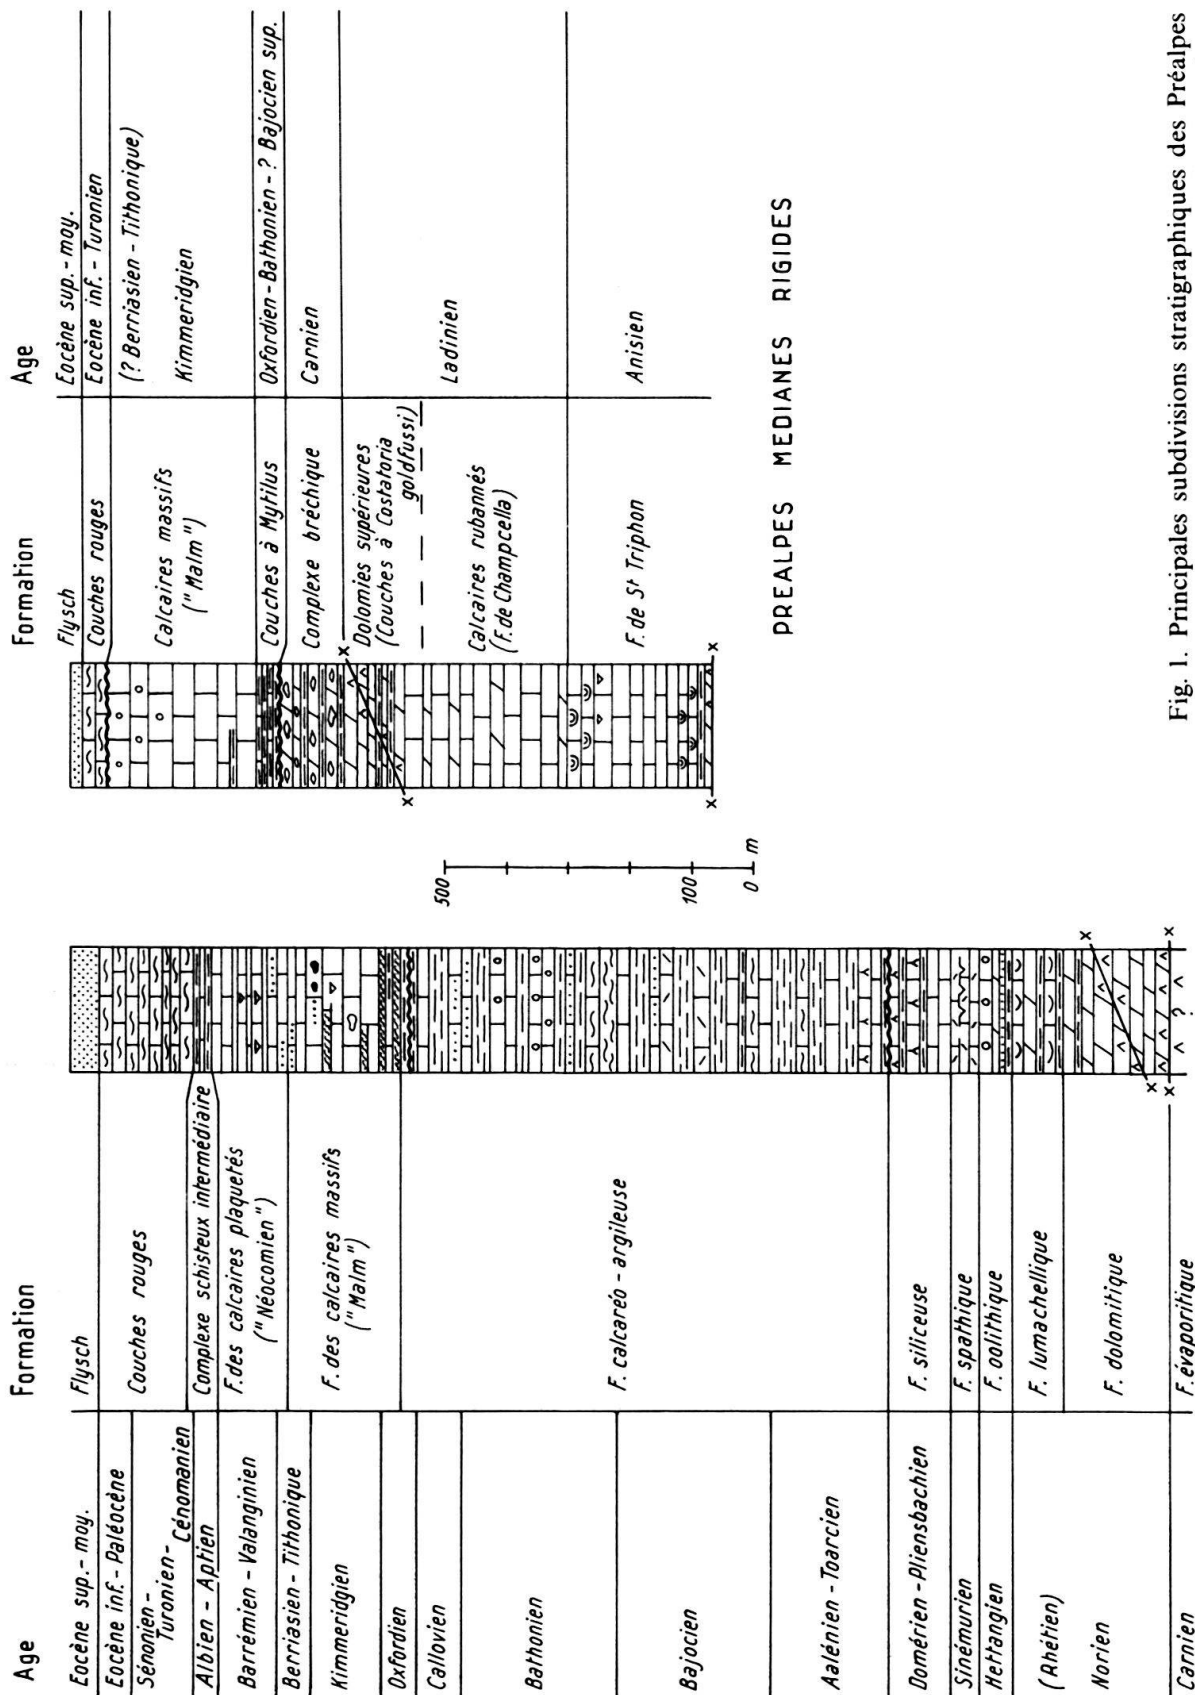 Age
Formation
Eocène sup.- moy.
Flysch
Eocène inf.- Paléocène
Couches rouges
Sénonien -
Turonien -
Cénomanien
Albien - Aptien
Complexe schisteux intermédiaire
Barrémien - Valanginien
F.des calcaires plaquetés
("Néocomien")
Berriasien - Tithonique
Kimmeridgien
F. des calcaires massifs
("Malm")
Oxfordien
Callovien
Bathonien
F. calcaréo - argileuse
Bajocien
Aalénien - Toarcien
Domérien - Pliensbachien
F. siliceuse
Sinémurien
F. spathique
Hettangien
F. oolithique
(Rhétien)
F. lumachellique
Norien
F. dolomitique
Carnien
F. évaporitique
x
x
x
x
?
500
100
0
m
Formation
Age
Flysch
Eocène sup.- moy.
Couches rouges
Eocène inf. - Turonien
Calcaires massifs
("Malm")
(? Berriasien - Tithonique)
Kimmeridgien
Couches à Mytilus
Oxfordien - Bathonien - ? Bajocien sup.
Complexe bréchique
Carnien
Dolomies supérieures
(Couches à Costatoria
goldfussi)
Ladinien
Calcaires rubannés
(F. de Champcella)
F. de St Triphon
Anisien
x
x
x
x
PREALPES MEDIANES RIGIDES
Fig. 1. Principales subdivisions stratigraphiques des Préalpes